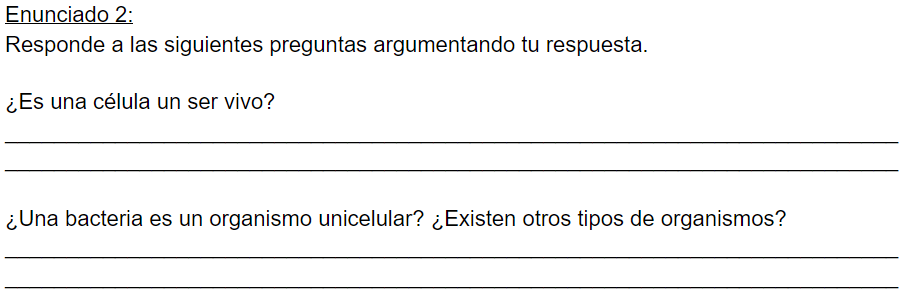 Enunciado 2:
Responde a las siguientes preguntas argumentando tu respuesta.
¿Es una célula un ser vivo?
¿Una bacteria es un organismo unicelular? ¿Existen otros tipos de organismos?